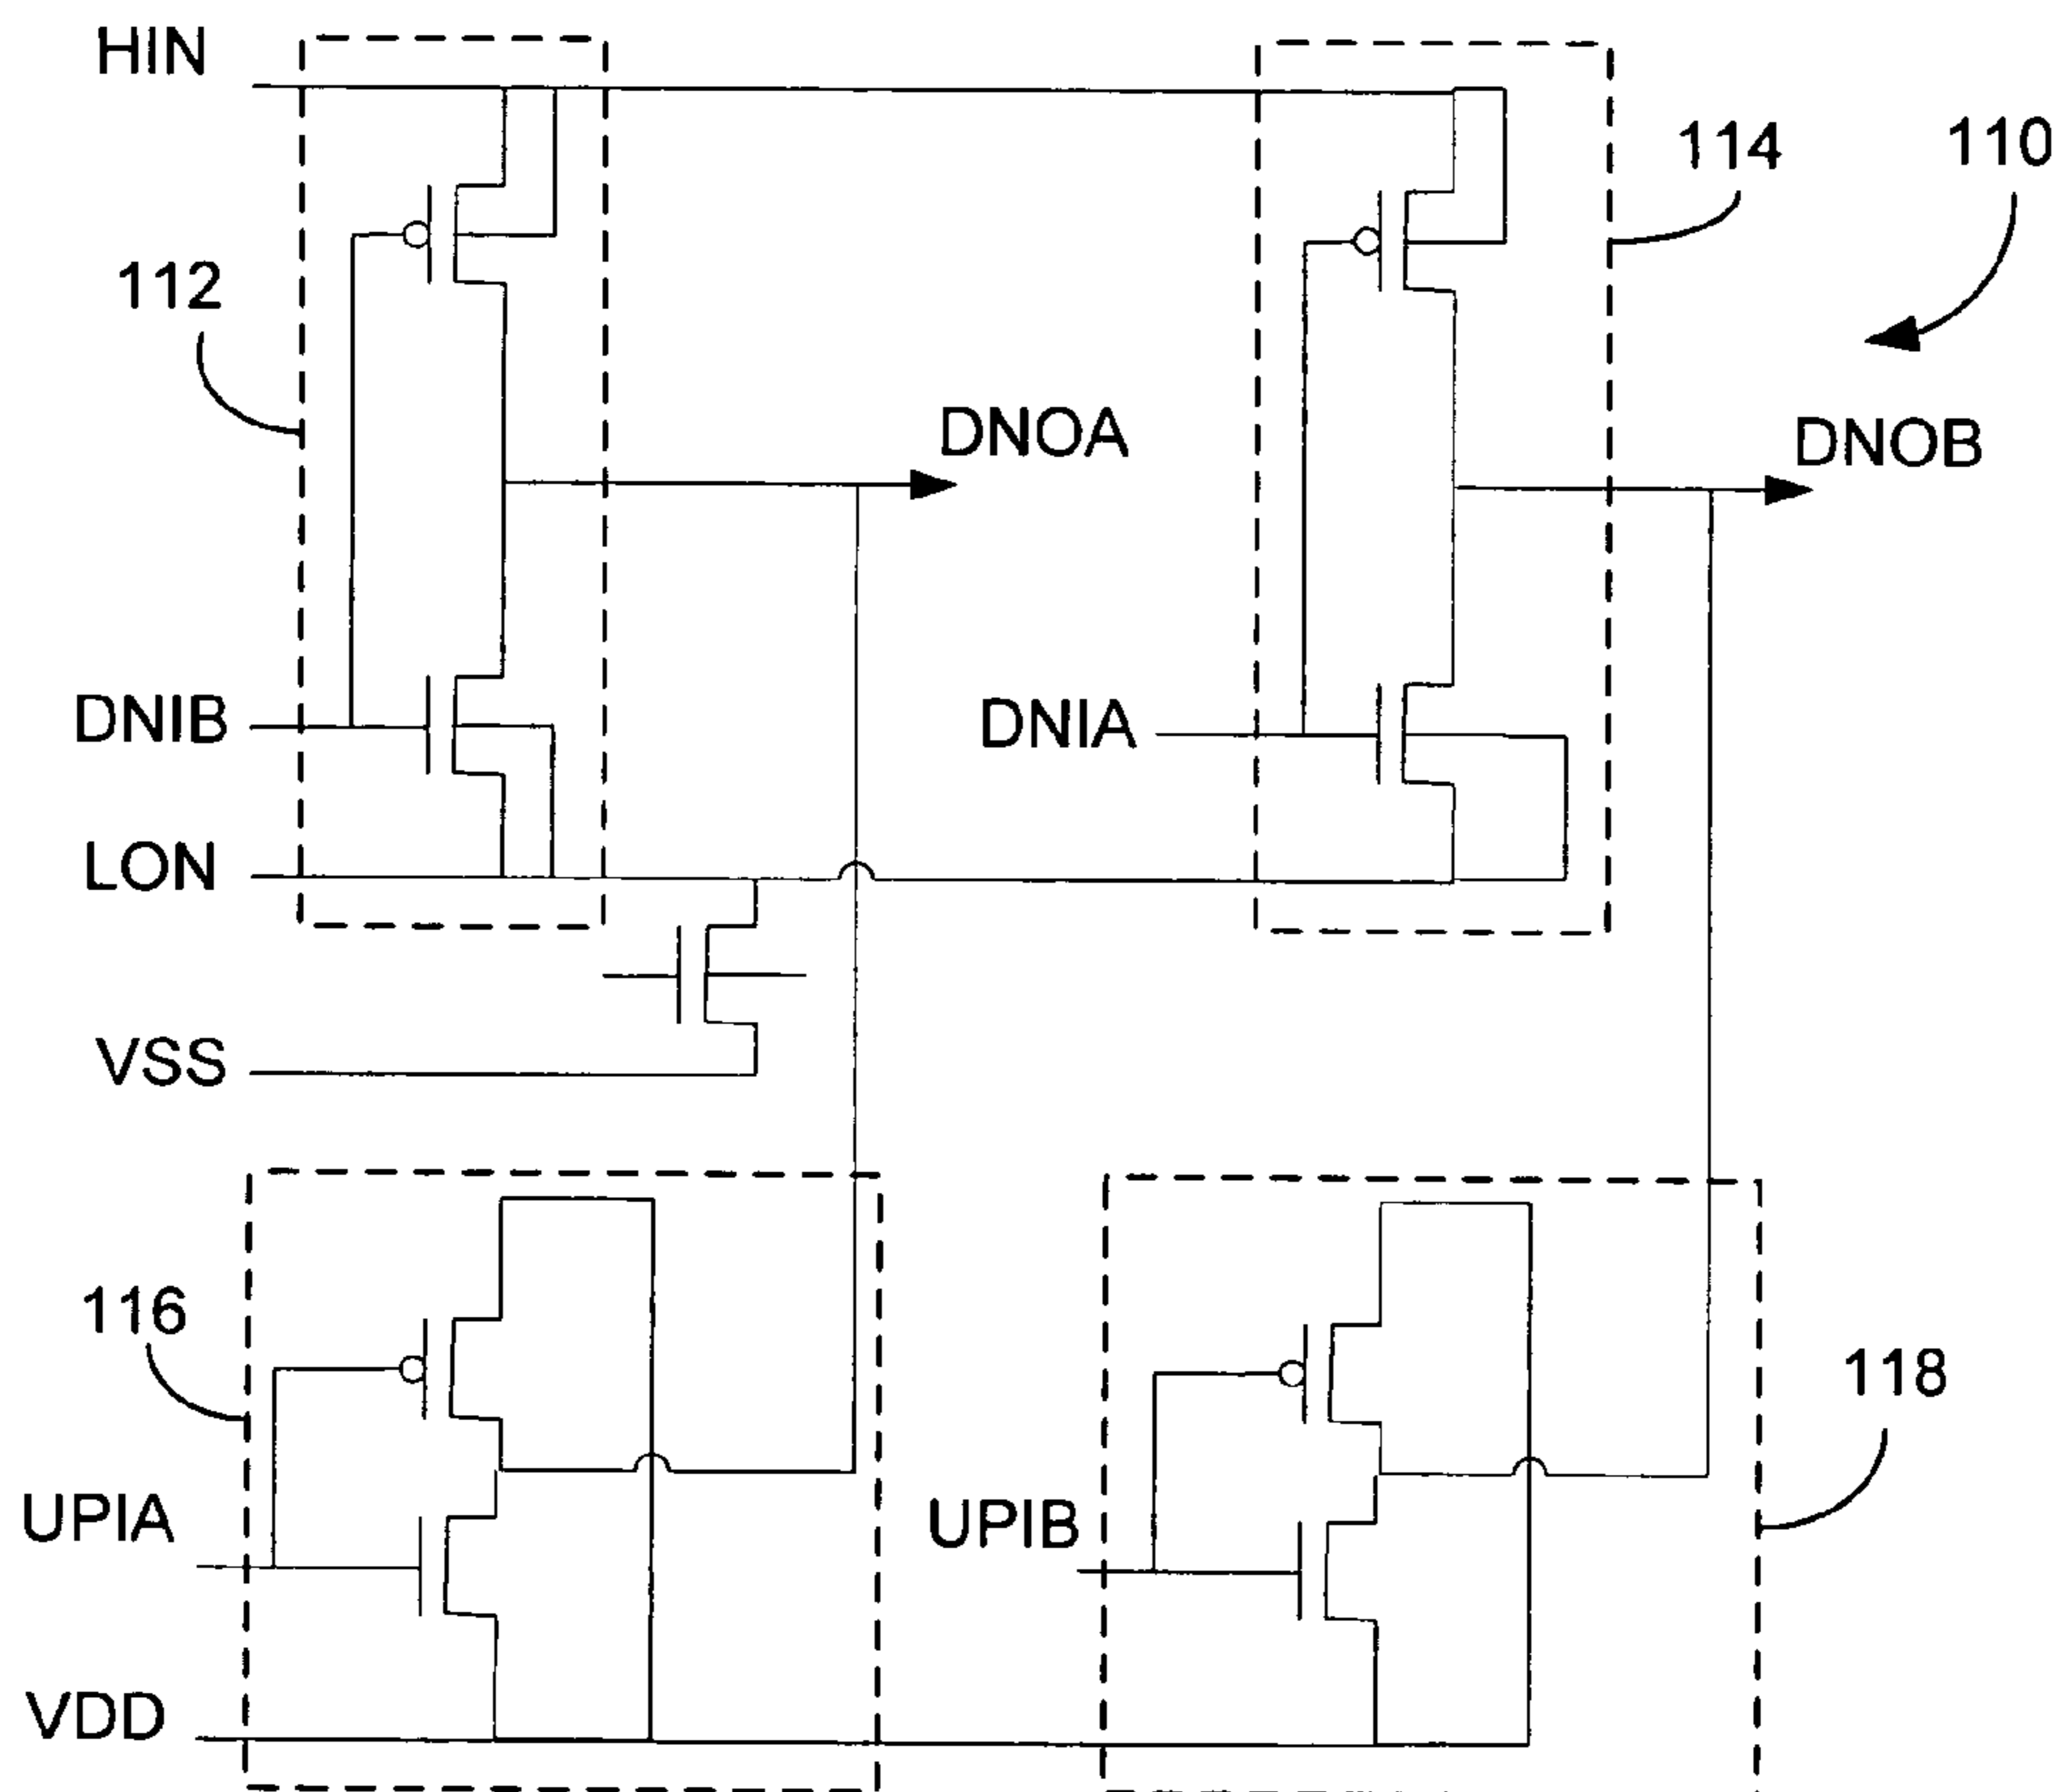 HIN
114
110
112
DNOA
DNOB
DNIB
DNIA
LON
VSS
116
118
UPIA
UPIB
VDD